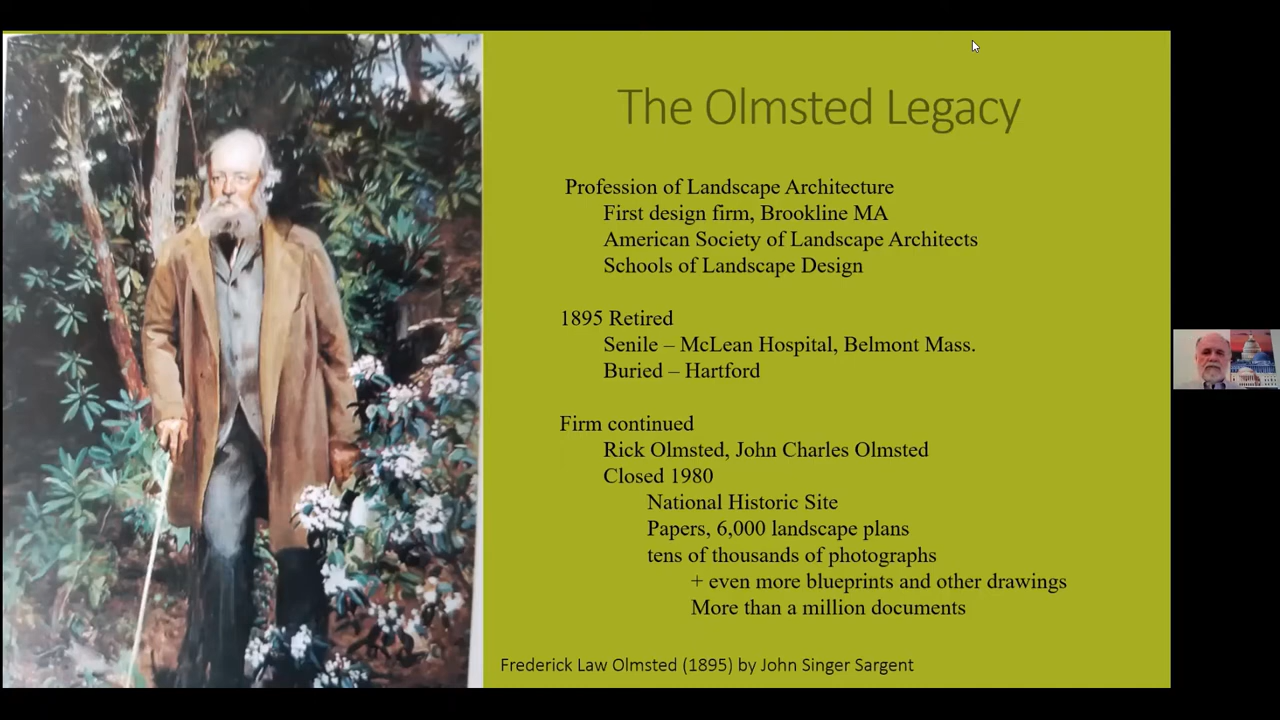 The Olmsted Legacy
Profession of Landscape Architecture
First design firm, Brookline MA
American Society of Landscape Architects
Schools of Landscape Design
1895 Retired
Senile – McLean Hospital, Belmont Mass.
Buried – Hartford
Firm continued
Rick Olmsted, John Charles Olmsted
Closed 1980
National Historic Site
Papers, 6,000 landscape plans
tens of thousands of photographs
+ even more blueprints and other drawings
More than a million documents
Frederick Law Olmsted (1895) by John Singer Sargent